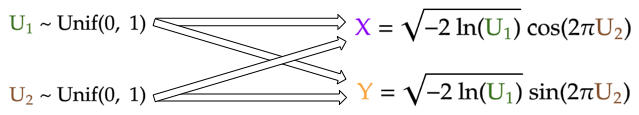 U₁ ~ Unif(0, 1)
X = √(-2 ln(U₁)) cos(2πU₂)
U₂ ~ Unif(0, 1)
Y = √(-2 ln(U₁)) sin(2πU₂)